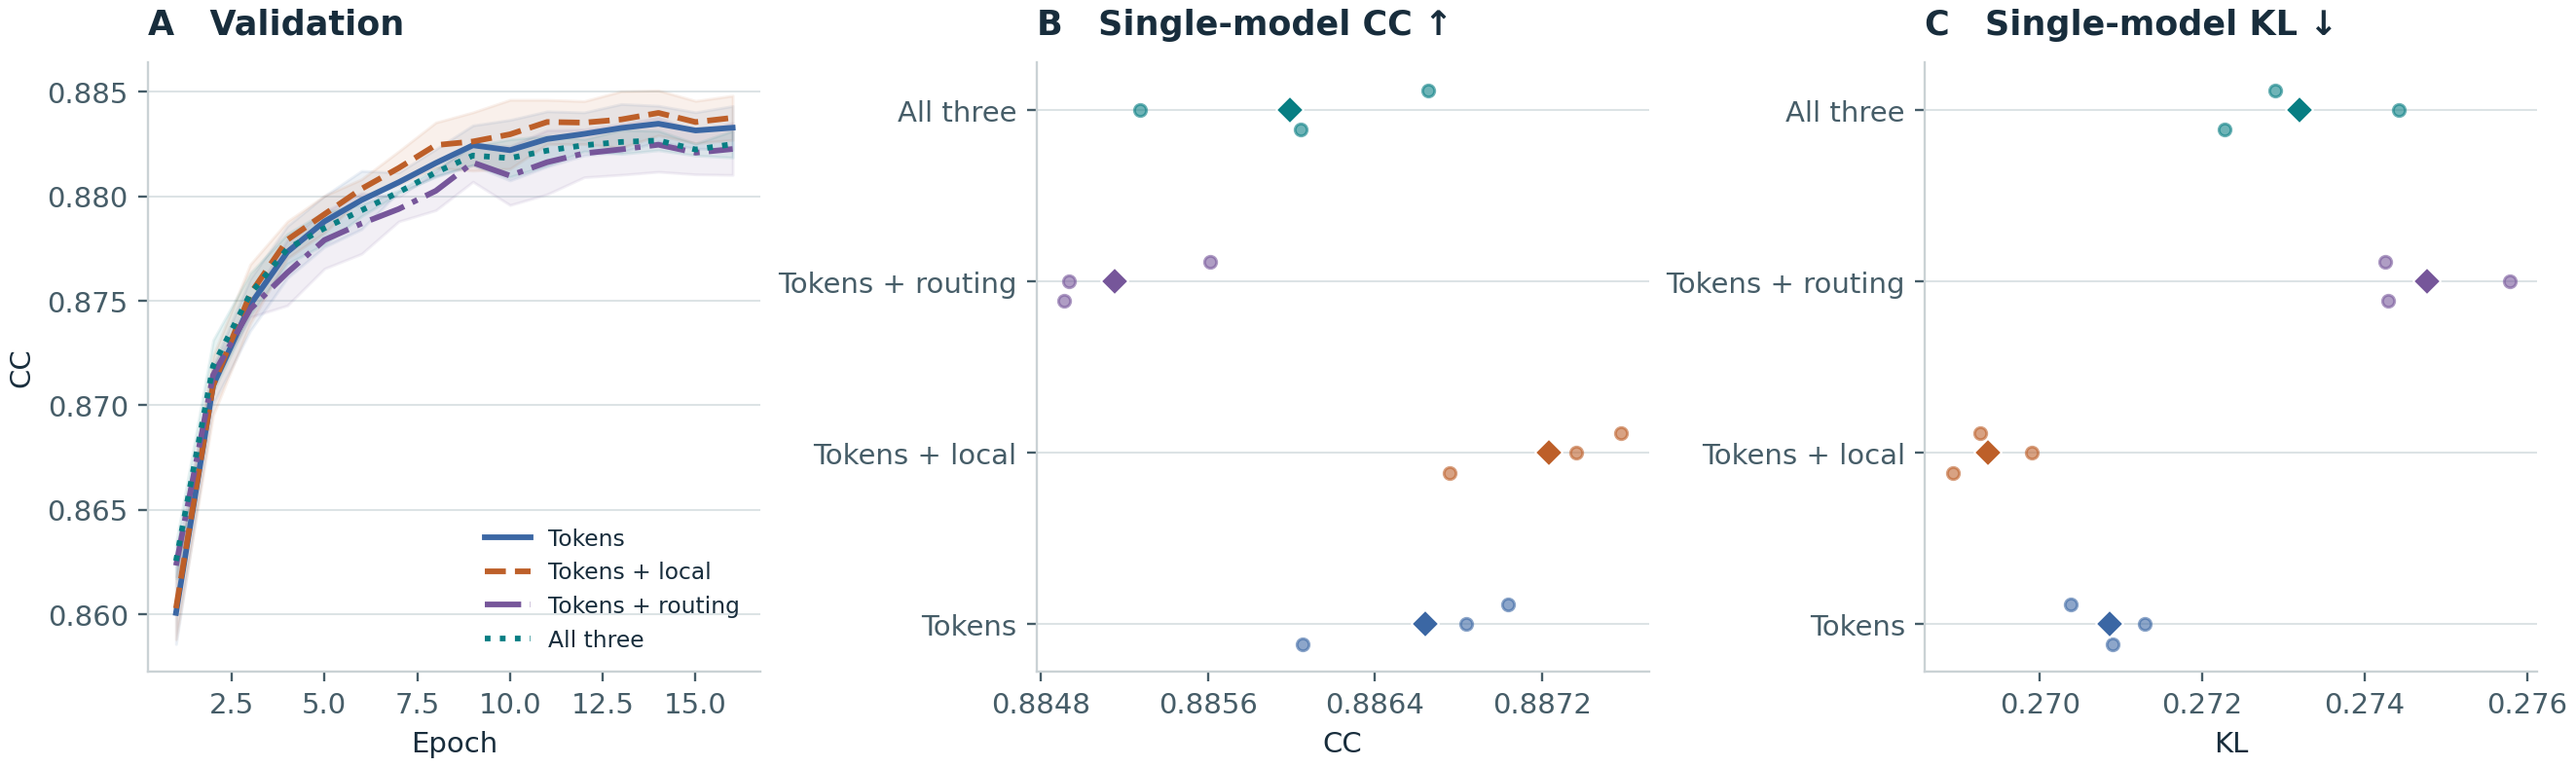 A Validation
0.885
0.880
0.875
0.870
0.865
0.860
CC
Tokens
Tokens + local
Tokens + routing
All three
2.5 5.0 7.5 10.0 12.5 15.0
Epoch
B Single-model CC ↑
All three
Tokens + routing
Tokens + local
Tokens
0.8848 0.8856 0.8864 0.8872
CC
C Single-model KL ↓
All three
Tokens + routing
Tokens + local
Tokens
0.270 0.272 0.274 0.276
KL